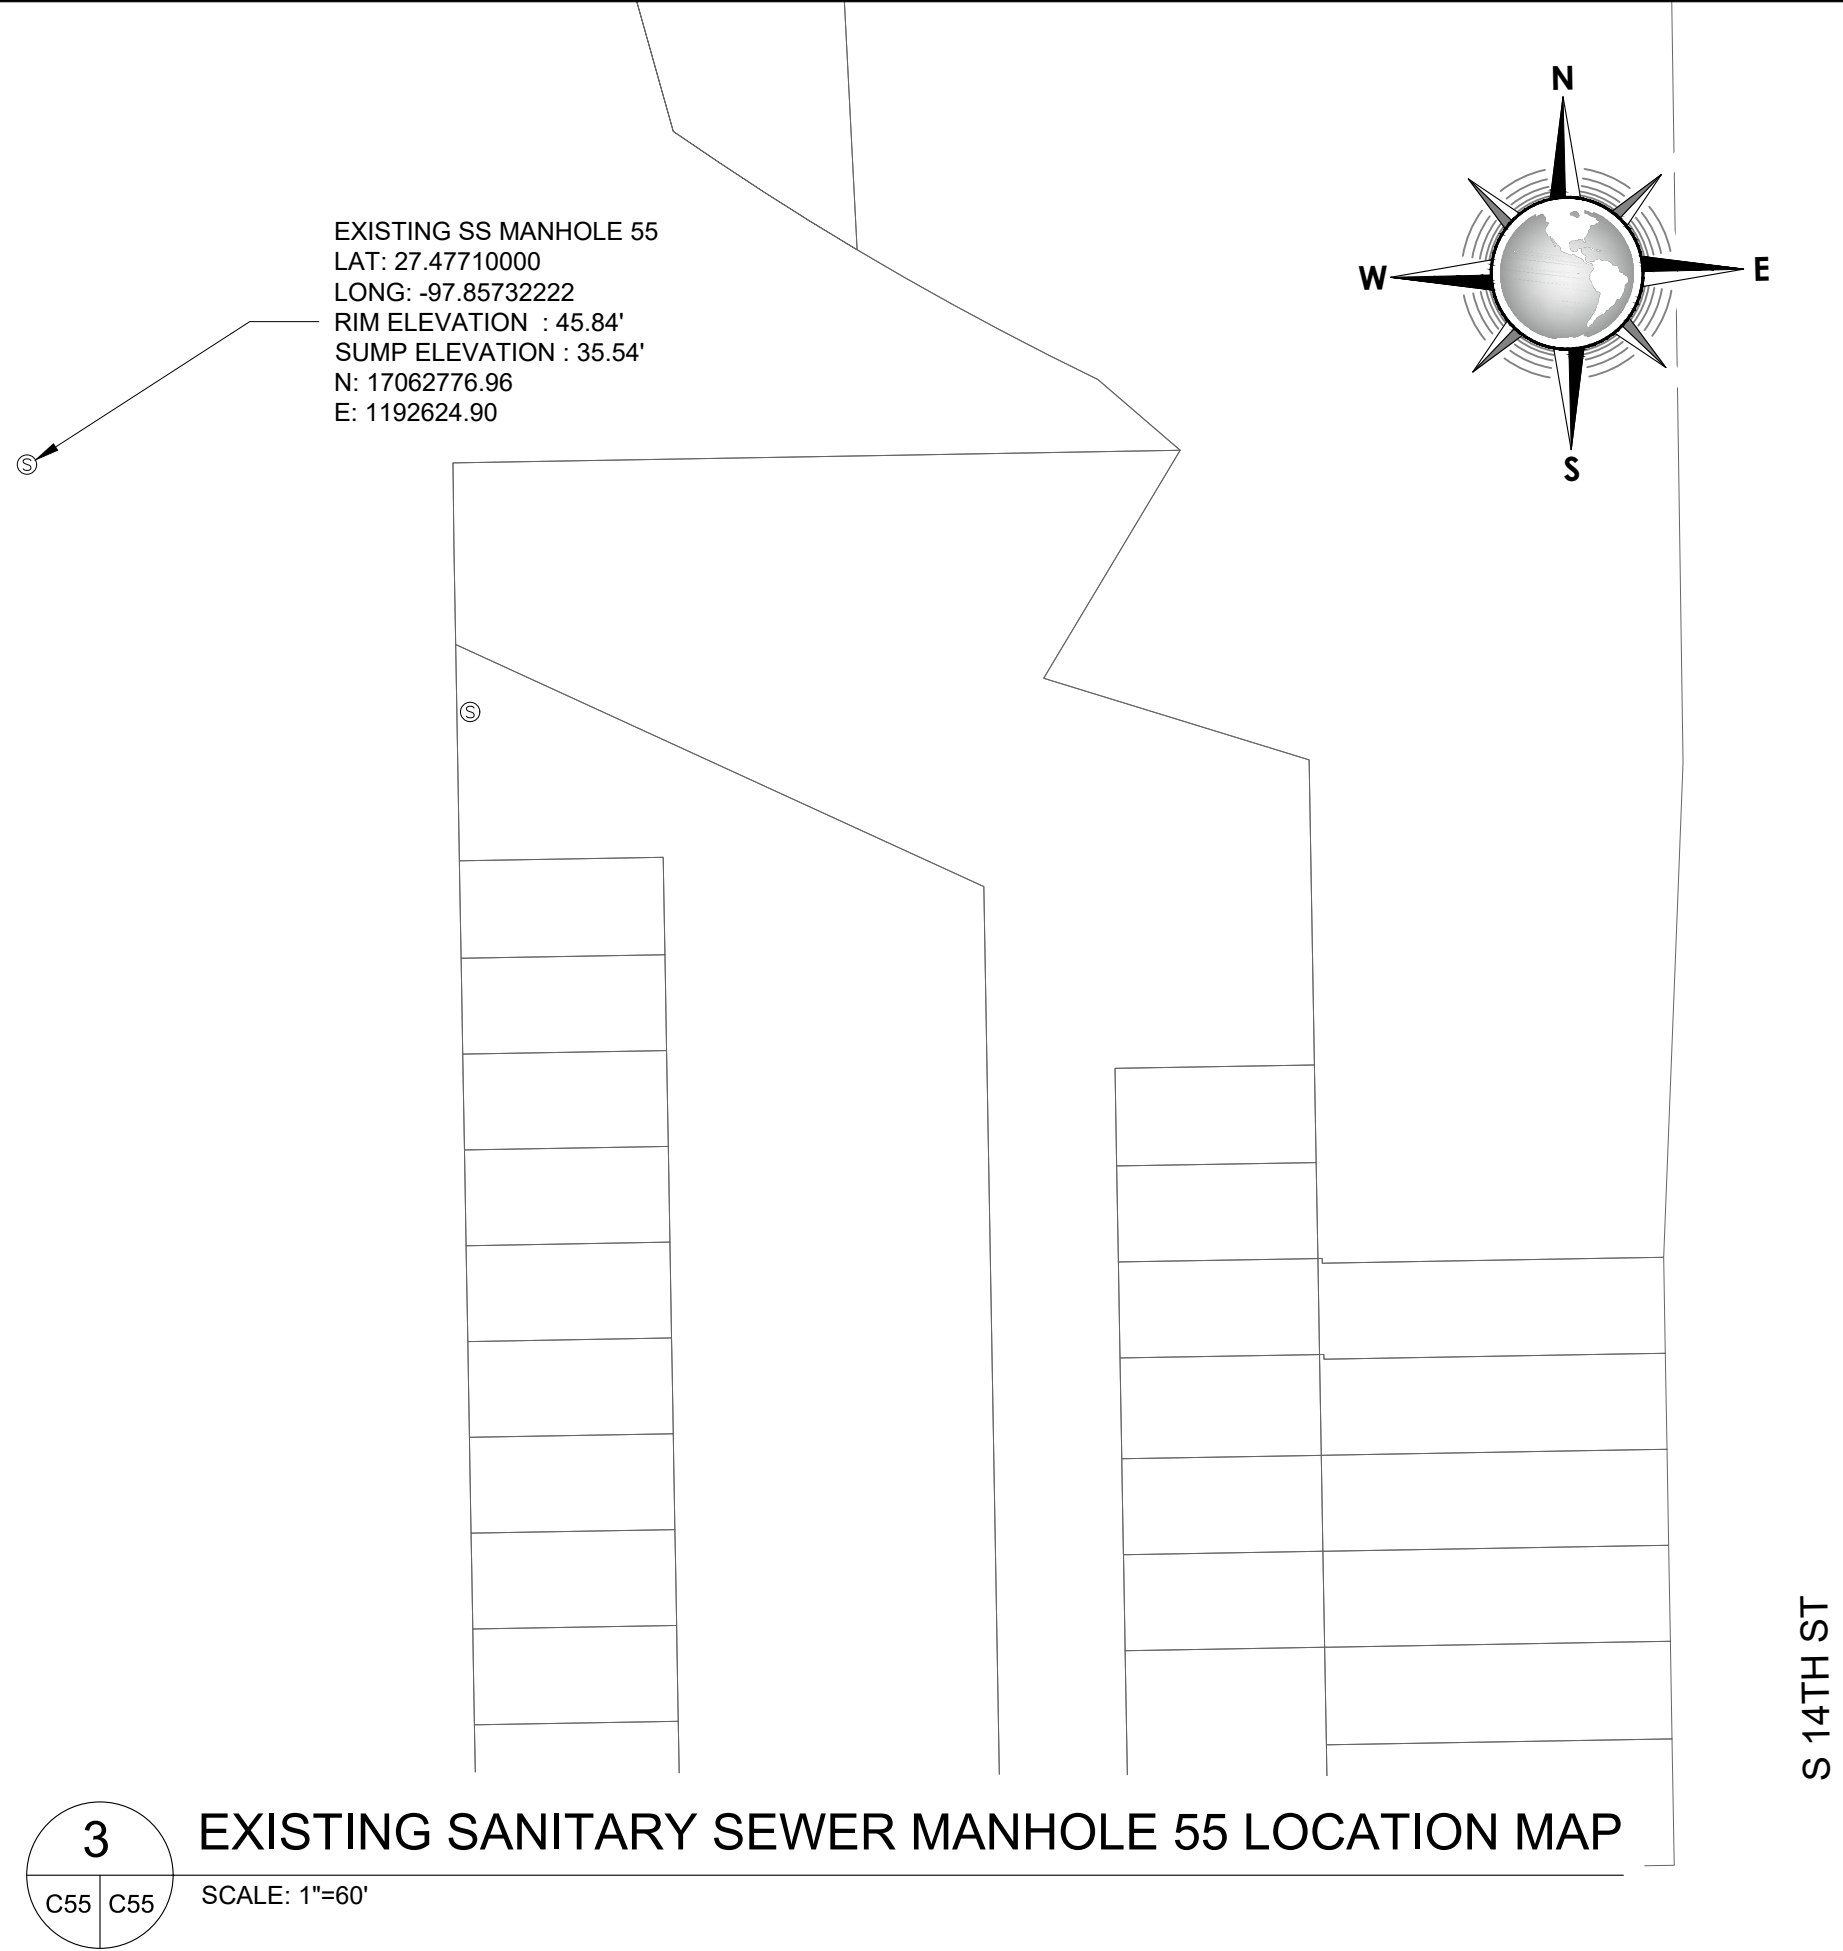 N
W
E
S
EXISTING SS MANHOLE 55
LAT: 27.47710000
LONG: -97.85732222
RIM ELEVATION : 45.84'
SUMP ELEVATION : 35.54'
N: 17062776.96
E: 1192624.90
S
S
S 14TH ST
3
C55 C55
EXISTING SANITARY SEWER MANHOLE 55 LOCATION MAP
SCALE: 1"=60'